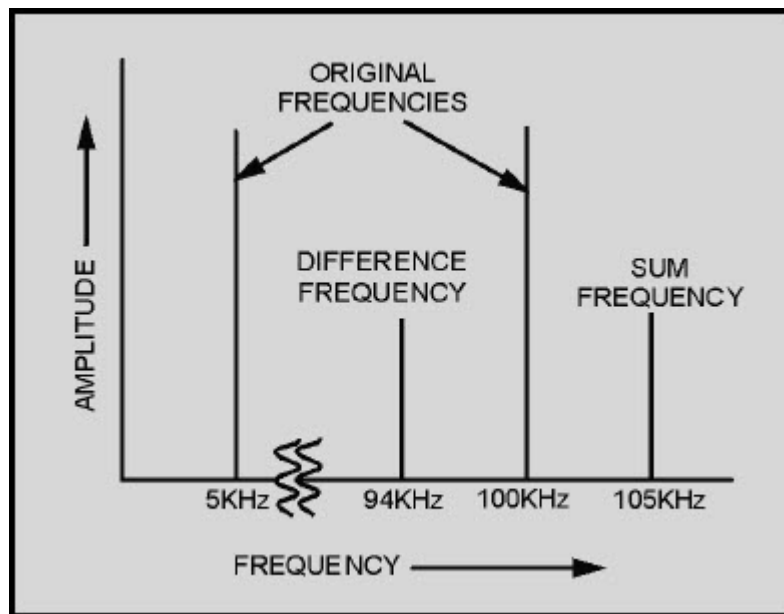 ORIGINAL
FREQUENCIES
DIFFERENCE
FREQUENCY
SUM
FREQUENCY
AMPLITUDE
5KHz
94KHz
100KHz
105KHz
FREQUENCY